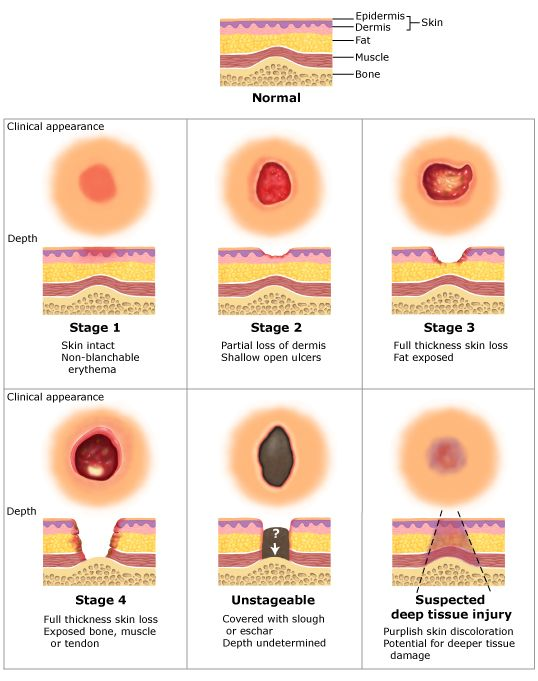 Epidermis
Dermis
Skin
Fat
Muscle
Bone
Normal
Clinical appearance
Depth
Stage 1
Skin intact
Non-blanchable
erythema
Stage 2
Partial loss of dermis
Shallow open ulcers
Stage 3
Full thickness skin loss
Fat exposed
Clinical appearance
Depth
Stage 4
Full thickness skin loss
Exposed bone, muscle
or tendon
?
Unstageable
Covered with slough
or eschar
Depth undetermined
Suspected
deep tissue injury
Purplish skin discoloration
Potential for deeper tissue
damage